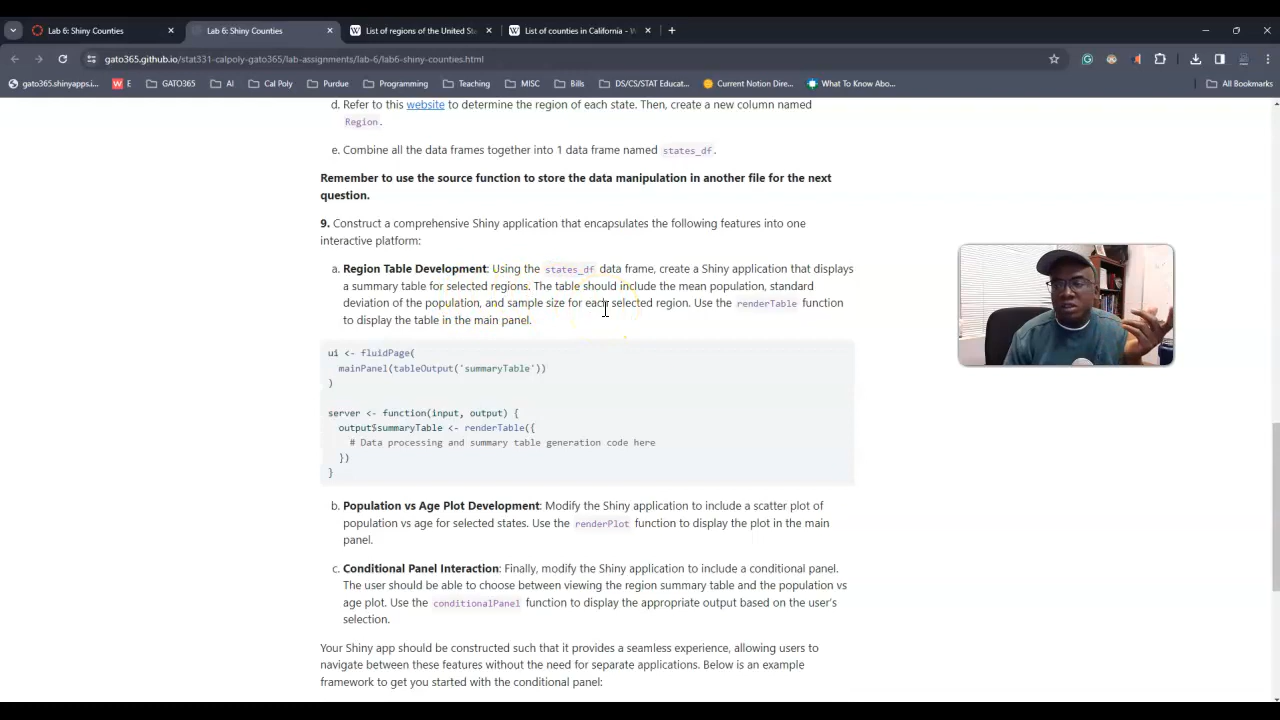 Lab 6: Shiny Counties
Lab 6: Shiny Counties
List of regions of the United St
List of counties in California - W
gato365.github.io/stat331-calpoly-gato365/lab-assignments/lab-6/lab6-shiny-counties.html
gato365.shinyapps.i...
E
GATO365
AI
Cal Poly
Purdue
Programming
Teaching
MISC
Bills
DS/CS/STAT Educat...
Current Notion Dire...
What To Know Abo...
All Bookmarks
d. Refer to this website to determine the region of each state. Then, create a new column named
Region.
e. Combine all the data frames together into 1 data frame named states_df.
Remember to use the source function to store the data manipulation in another file for the next
question.
9. Construct a comprehensive Shiny application that encapsulates the following features into one
interactive platform:
a. Region Table Development: Using the states_df data frame, create a Shiny application that displays
a summary table for selected regions. The table should include the mean population, standard
deviation of the population, and sample size for each selected region. Use the renderTable function
to display the table in the main panel.
ui <- fluidPage(
mainPanel(tableOutput('summaryTable'))
)
server <- function(input, output) {
output$summaryTable <- renderTable({
# Data processing and summary table generation code here
})
}
b. Population vs Age Plot Development: Modify the Shiny application to include a scatter plot of
population vs age for selected states. Use the renderPlot function to display the plot in the main
panel.
c. Conditional Panel Interaction: Finally, modify the Shiny application to include a conditional panel.
The user should be able to choose between viewing the region summary table and the population vs
age plot. Use the conditionalPanel function to display the appropriate output based on the user's
selection.
Your Shiny app should be constructed such that it provides a seamless experience, allowing users to
navigate between these features without the need for separate applications. Below is an example
framework to get you started with the conditional panel: